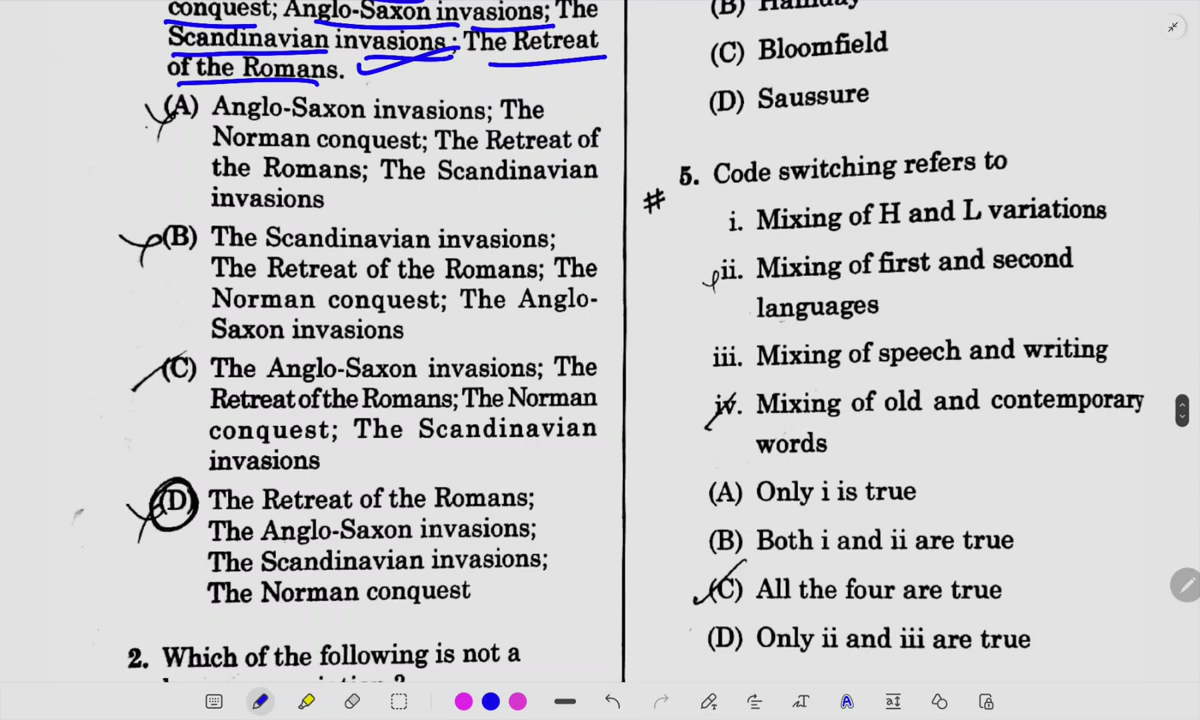 conquest; Anglo-Saxon invasions; The
Scandinavian invasions; The Retreat
of the Romans.
(A) Anglo-Saxon invasions; The
Norman conquest; The Retreat of
the Romans; The Scandinavian
invasions
(B) The Scandinavian invasions;
The Retreat of the Romans; The
Norman conquest; The Anglo-
Saxon invasions
(C) The Anglo-Saxon invasions; The
Retreat of the Romans; The Norman
conquest; The Scandinavian
invasions
(D) The Retreat of the Romans;
The Anglo-Saxon invasions;
The Scandinavian invasions;
The Norman conquest
2. Which of the following is not a
(B) Halliday
(C) Bloomfield
(D) Saussure
# 5. Code switching refers to
i. Mixing of H and L variations
ii. Mixing of first and second
languages
iii. Mixing of speech and writing
iv. Mixing of old and contemporary
words
(A) Only i is true
(B) Both i and ii are true
(C) All the four are true
(D) Only ii and iii are true